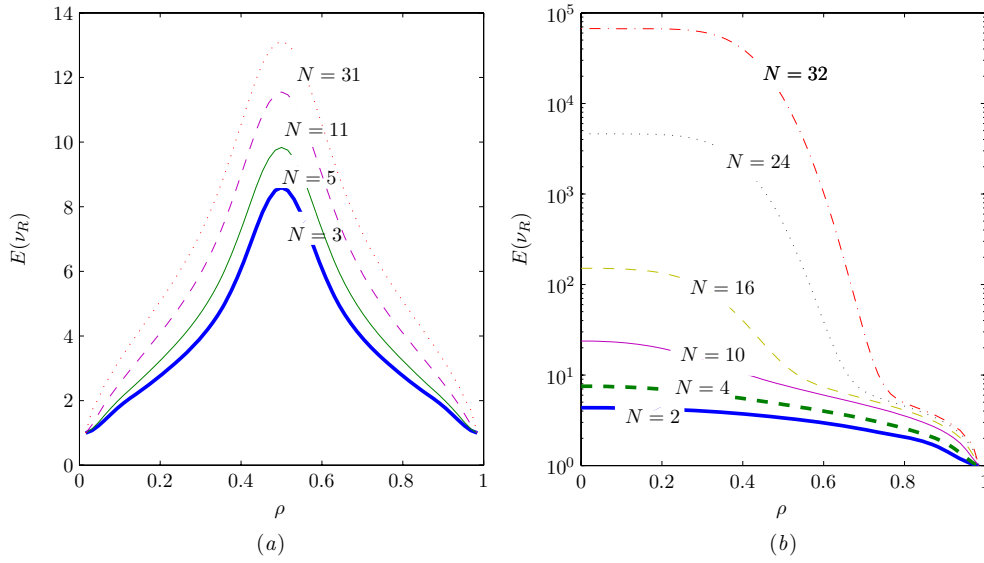 14
12
10
8
6
4
2
0
E(ν_R)
N = 31
N = 11
N = 5
N = 3
0 0.2 0.4 0.6 0.8 1
ρ
(a)
10^5
10^4
10^3
10^2
10^1
10^0
E(ν_R)
N = 32
N = 24
N = 16
N = 10
N = 4
N = 2
0 0.2 0.4 0.6 0.8 1
ρ
(b)